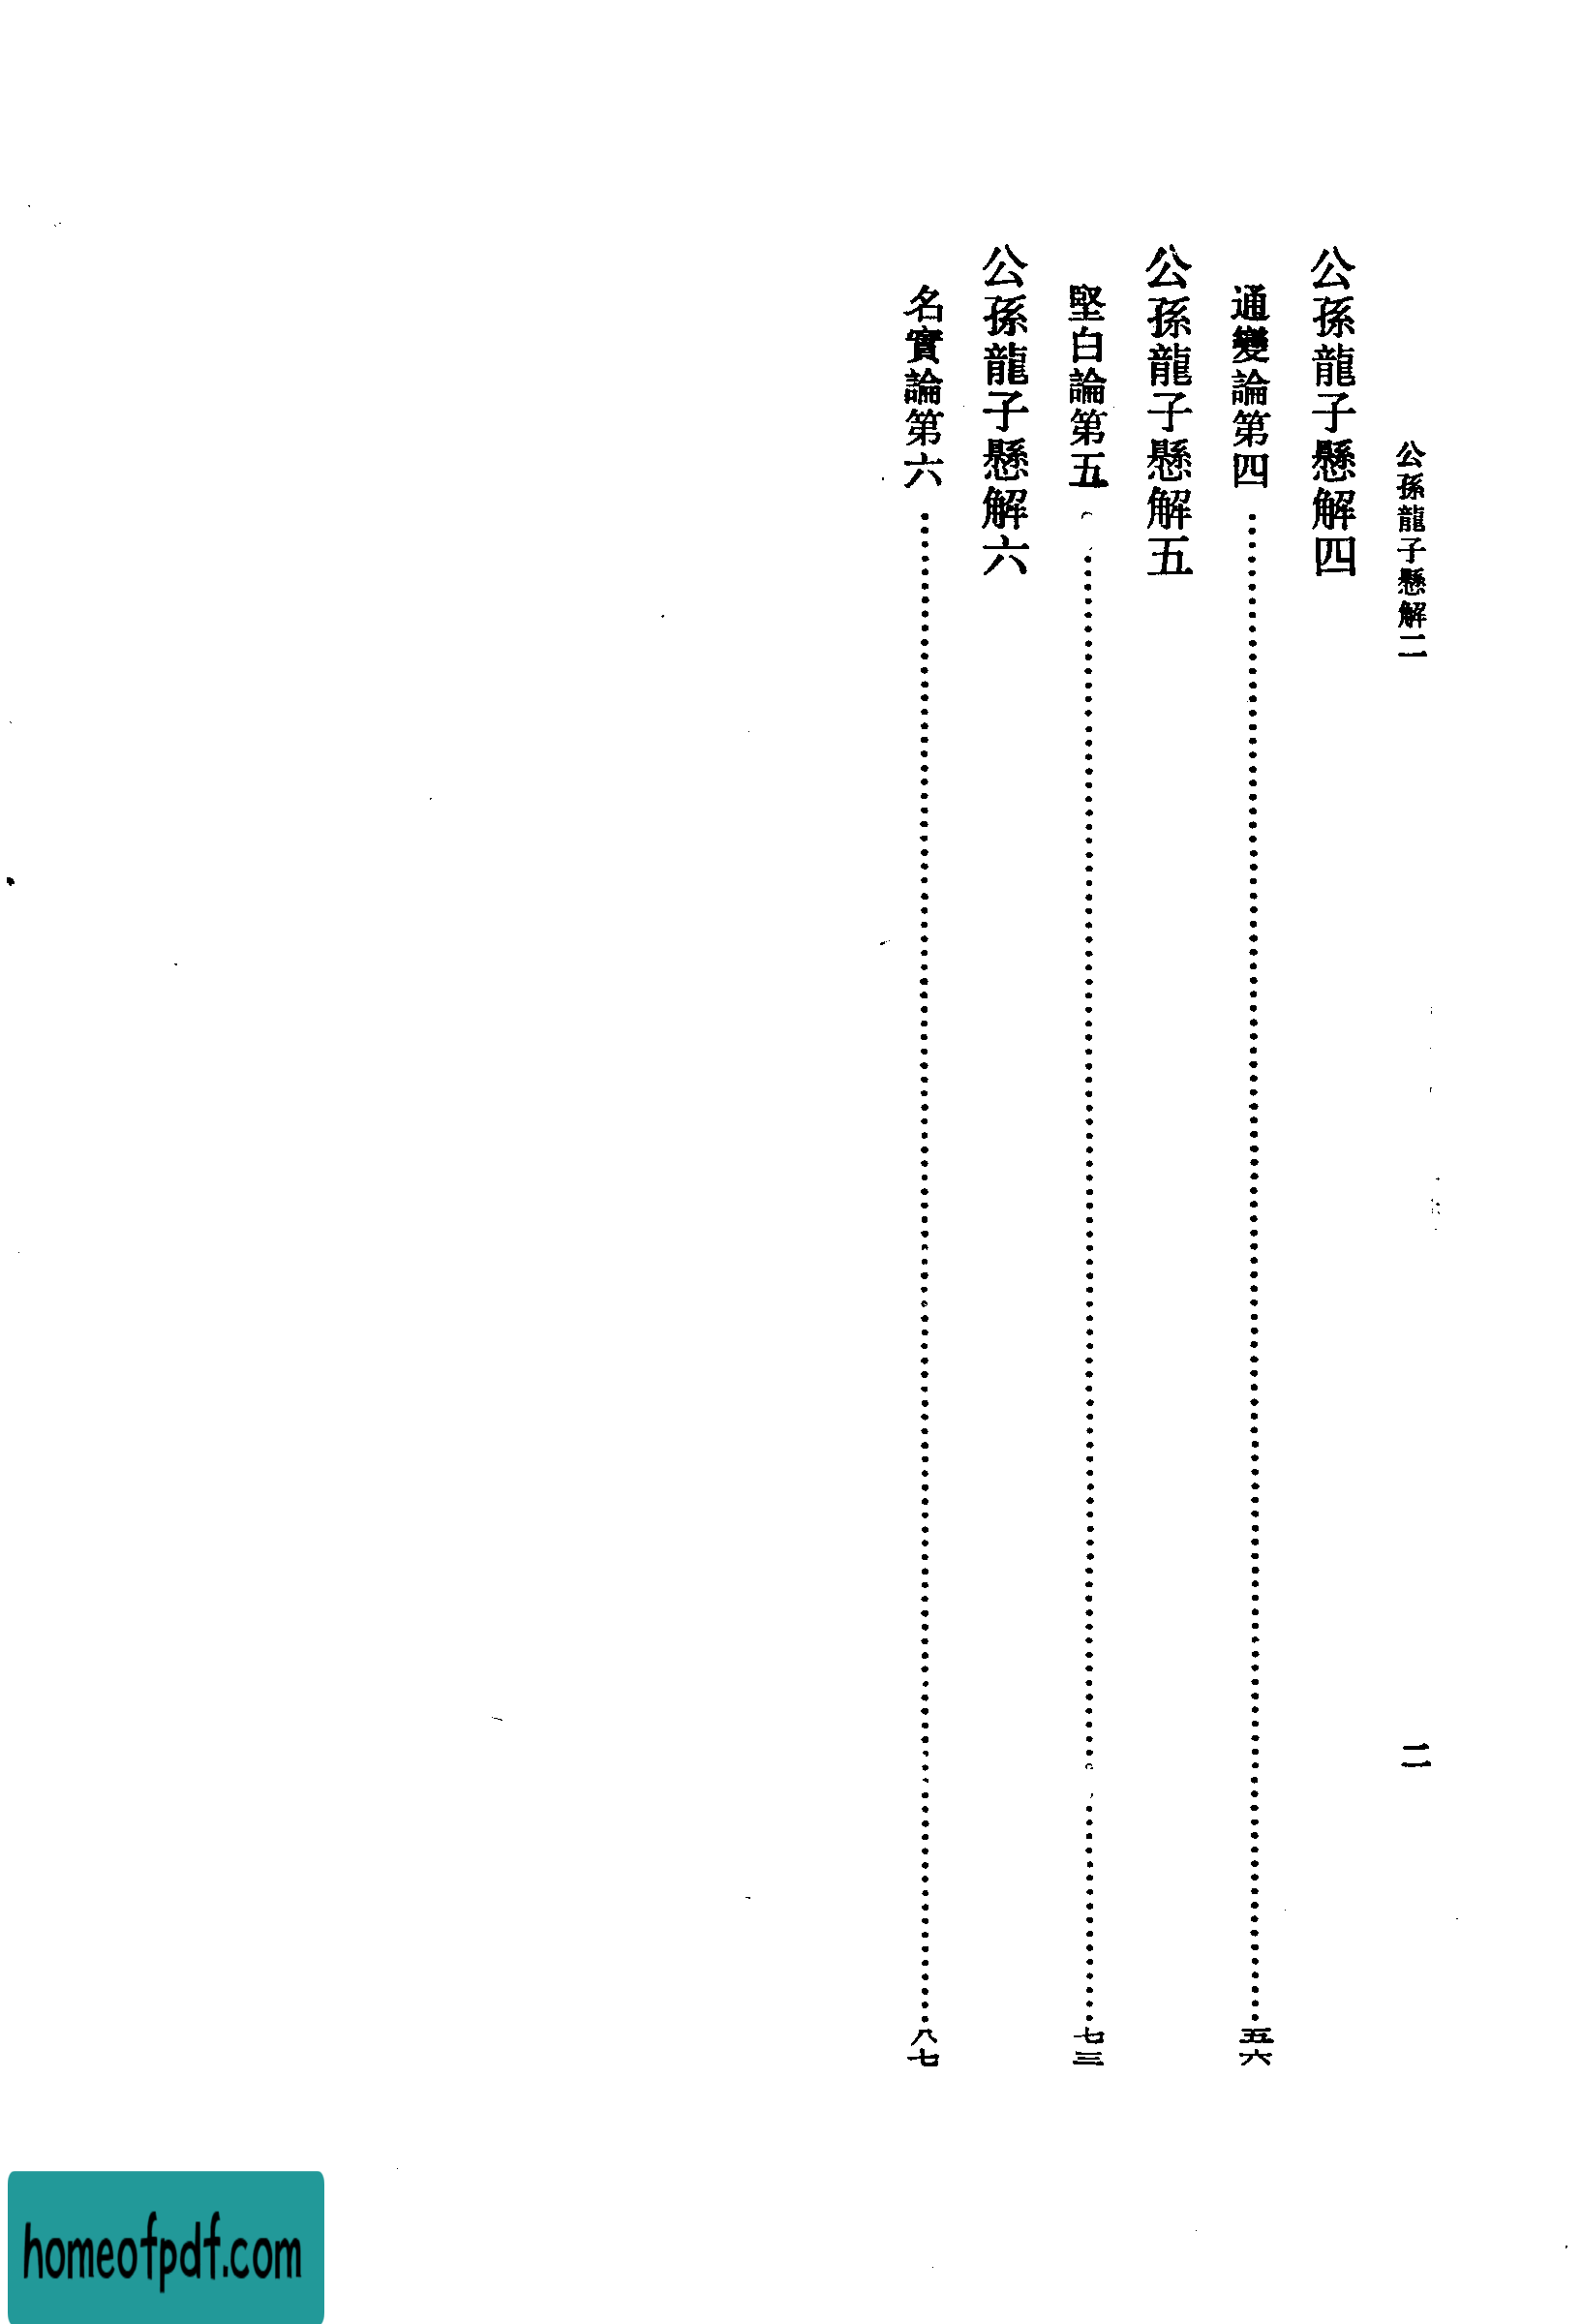 公孫龍子懸解二
二
公孫龍子懸解四
通變論第四……五六
公孫龍子懸解五
堅白論第五……七三
公孫龍子懸解六
名實論第六……八七
homeofpdf.com